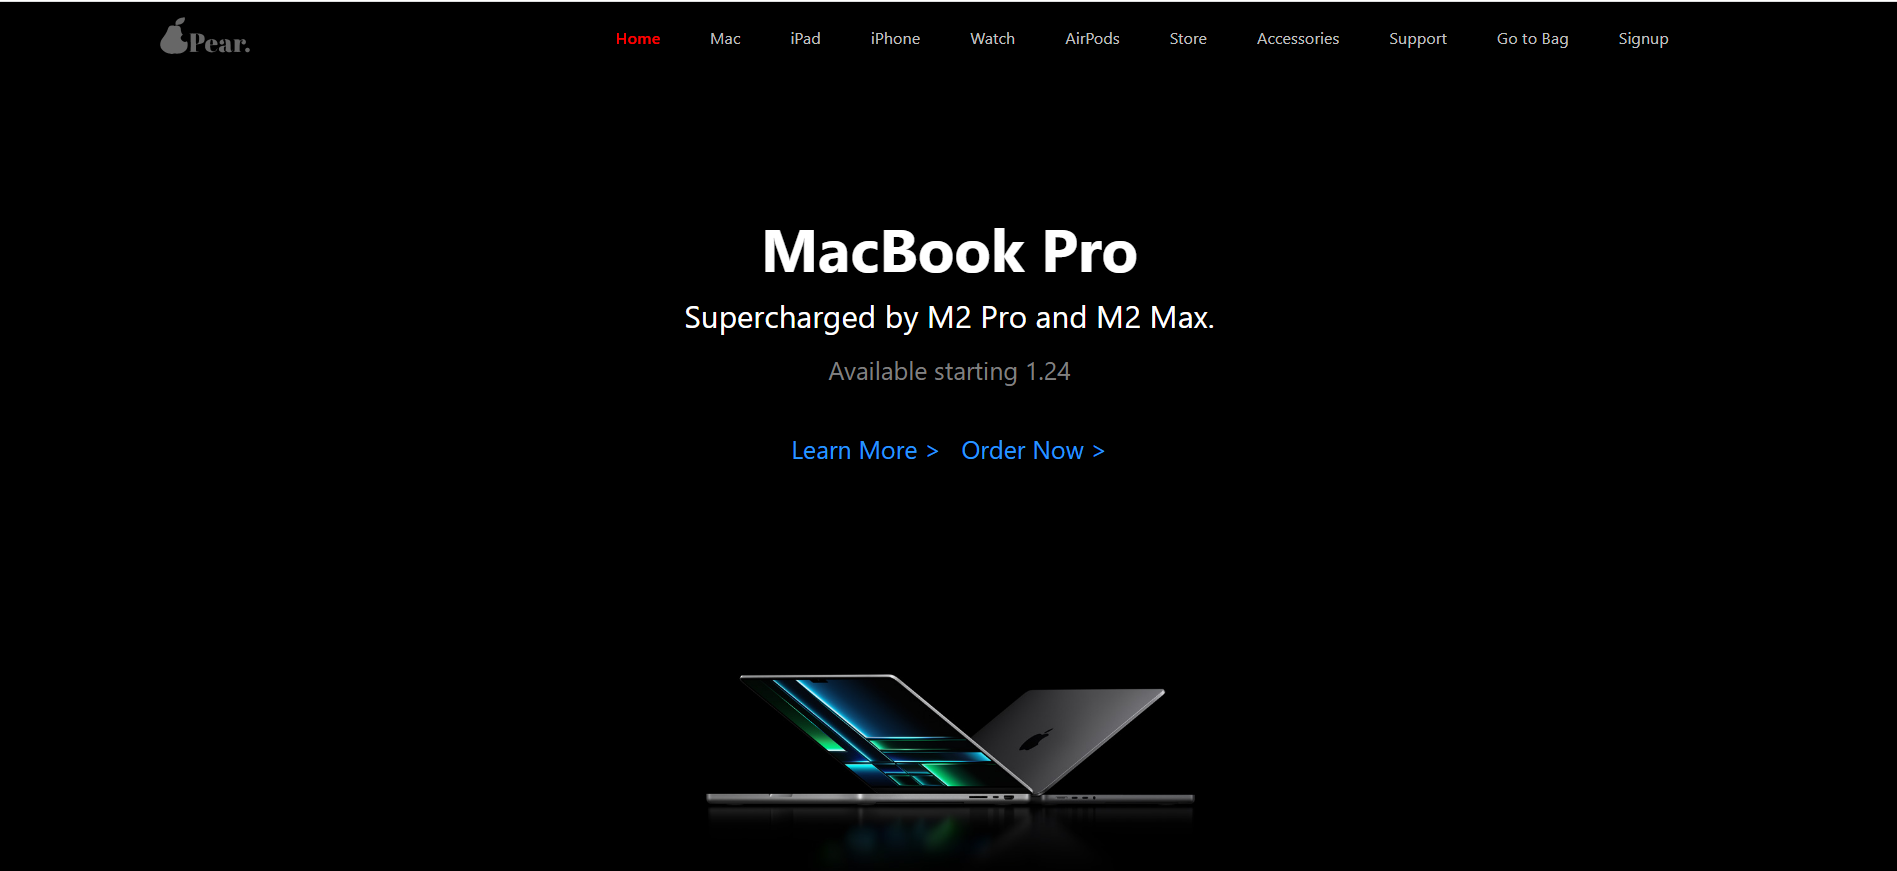 Pear.
Home Mac iPad iPhone Watch AirPods Store Accessories Support Go to Bag Signup
MacBook Pro
Supercharged by M2 Pro and M2 Max.
Available starting 1.24
Learn More > Order Now >